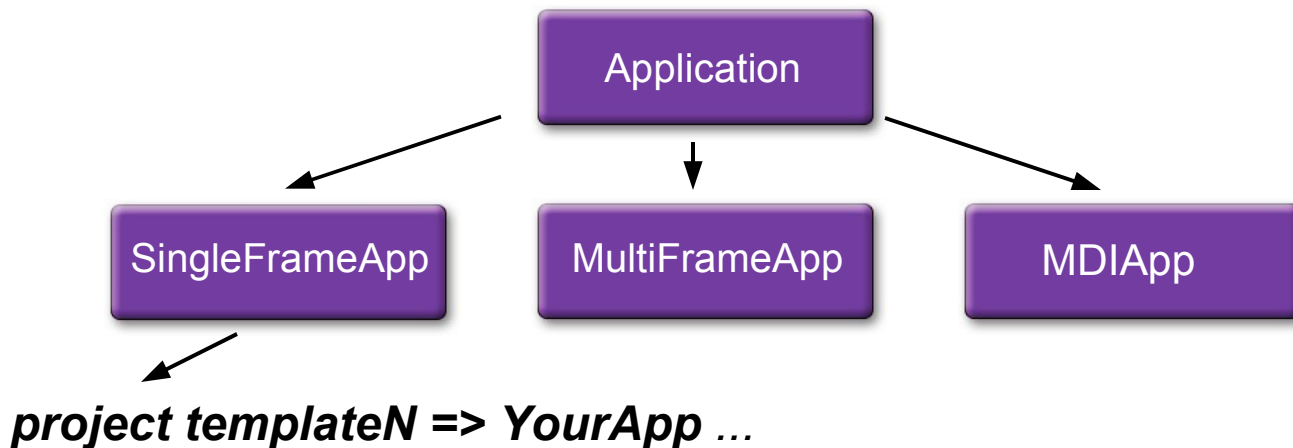 Application
SingleFrameApp
MultiFrameApp
MDIApp
project templateN => YourApp ...